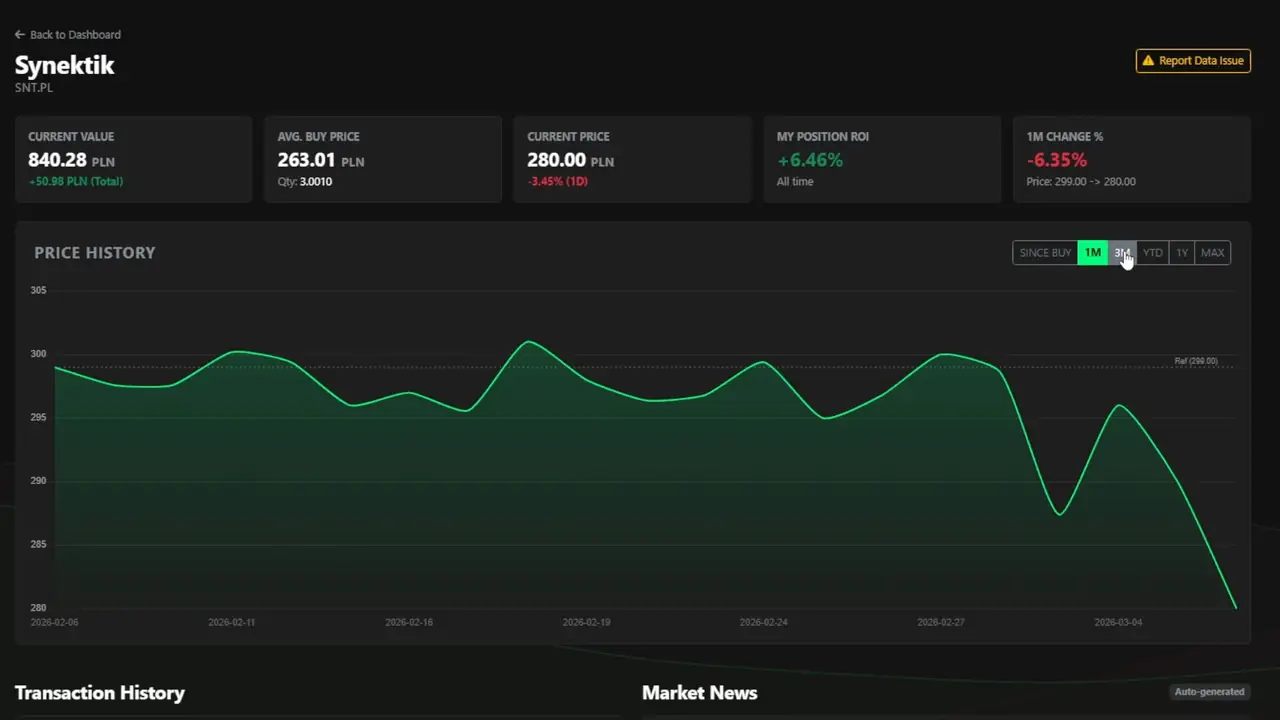 Back to Dashboard
Synektik
SNT.PL
Report Data Issue
CURRENT VALUE
840.28 PLN
+50.98 PLN (Total)
AVG. BUY PRICE
263.01 PLN
Qty: 3.0010
CURRENT PRICE
280.00 PLN
-3.45% (1D)
MY POSITION ROI
+6.46%
All time
1M CHANGE %
-6.35%
Price: 299.00 -> 280.00
PRICE HISTORY
SINCE BUY 1M 3M YTD 1Y MAX
305
300
295
290
285
280
Ref (299.00)
2026-02-06 2026-02-11 2026-02-16 2026-02-19 2026-02-24 2026-02-27 2026-03-04
Transaction History
Market News
Auto-generated